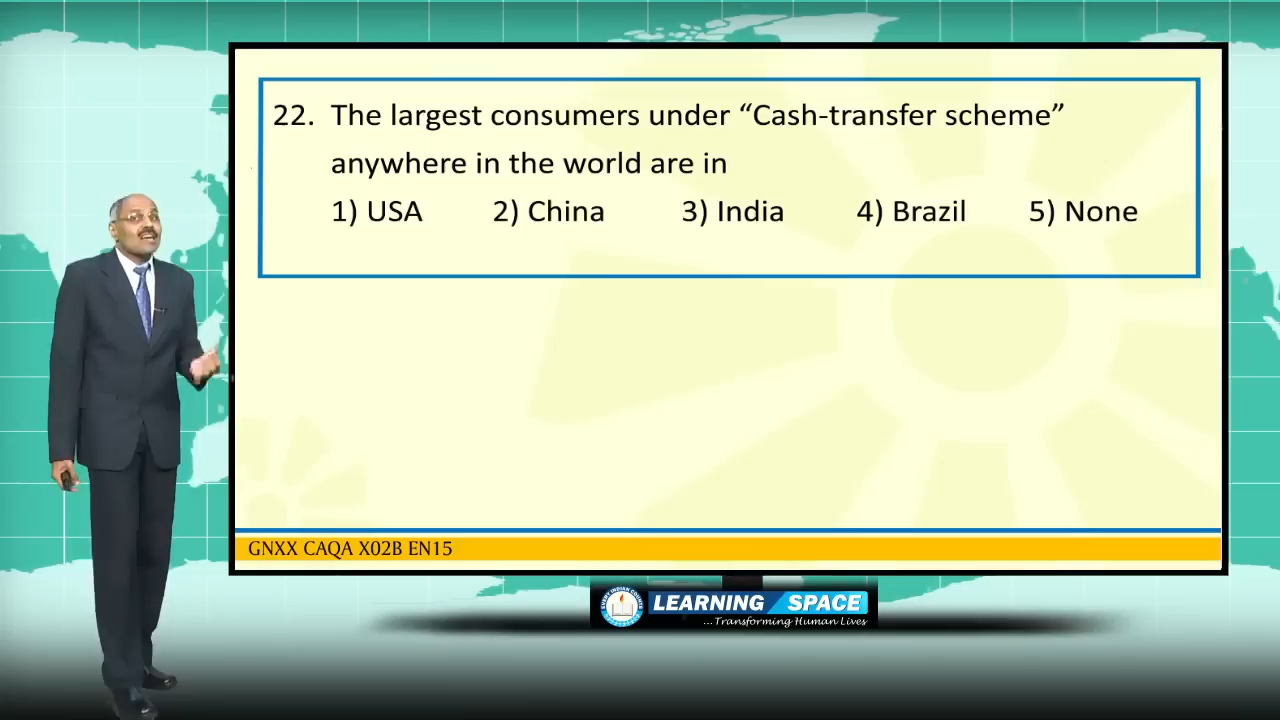 22. The largest consumers under “Cash-transfer scheme”
anywhere in the world are in
1) USA 2) China 3) India 4) Brazil 5) None
GNXX CAQA X02B EN15
LEARNING SPACE
...Transforming Human Lives